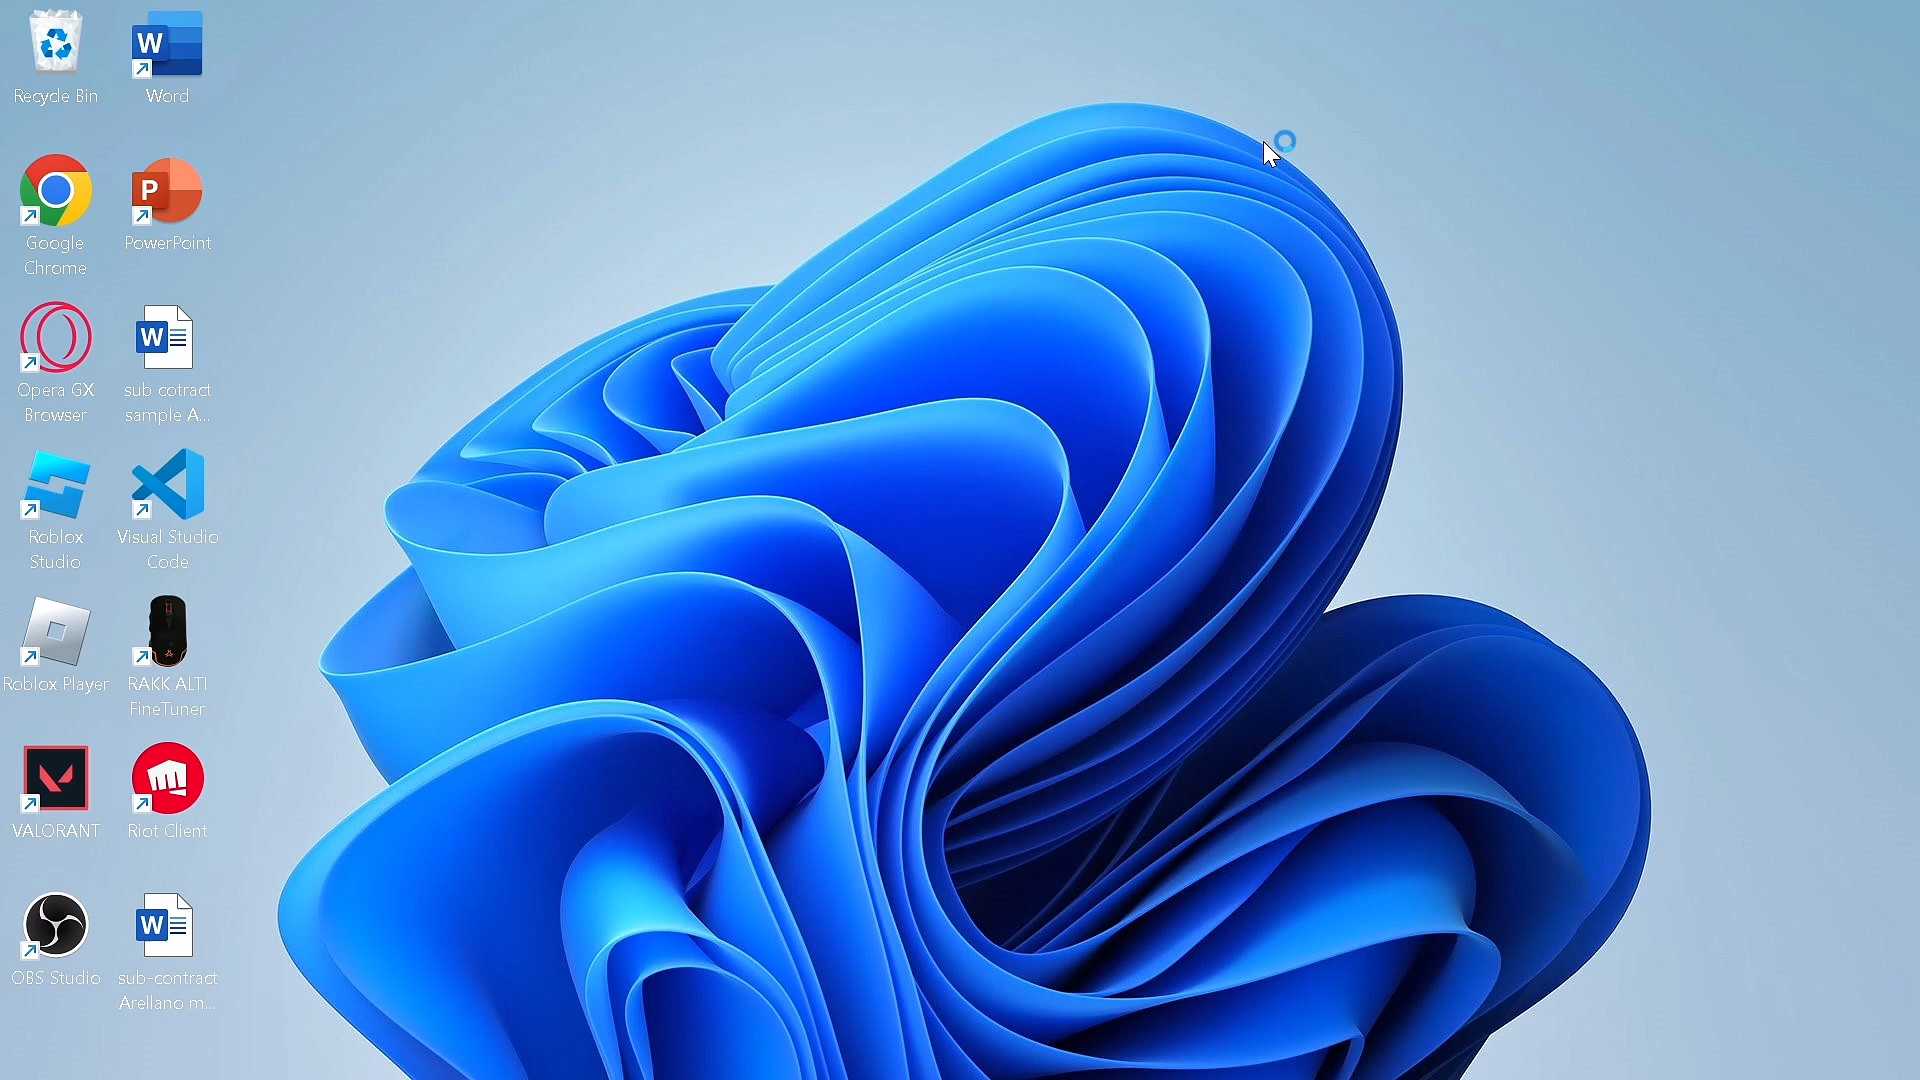 Recycle Bin
Word
Google
Chrome
PowerPoint
Opera GX
Browser
sub cotract
sample A...
Roblox
Studio
Visual Studio
Code
Roblox Player
RAKK ALTI
FineTuner
VALORANT
Riot Client
OBS Studio
sub-contract
Arellano m...